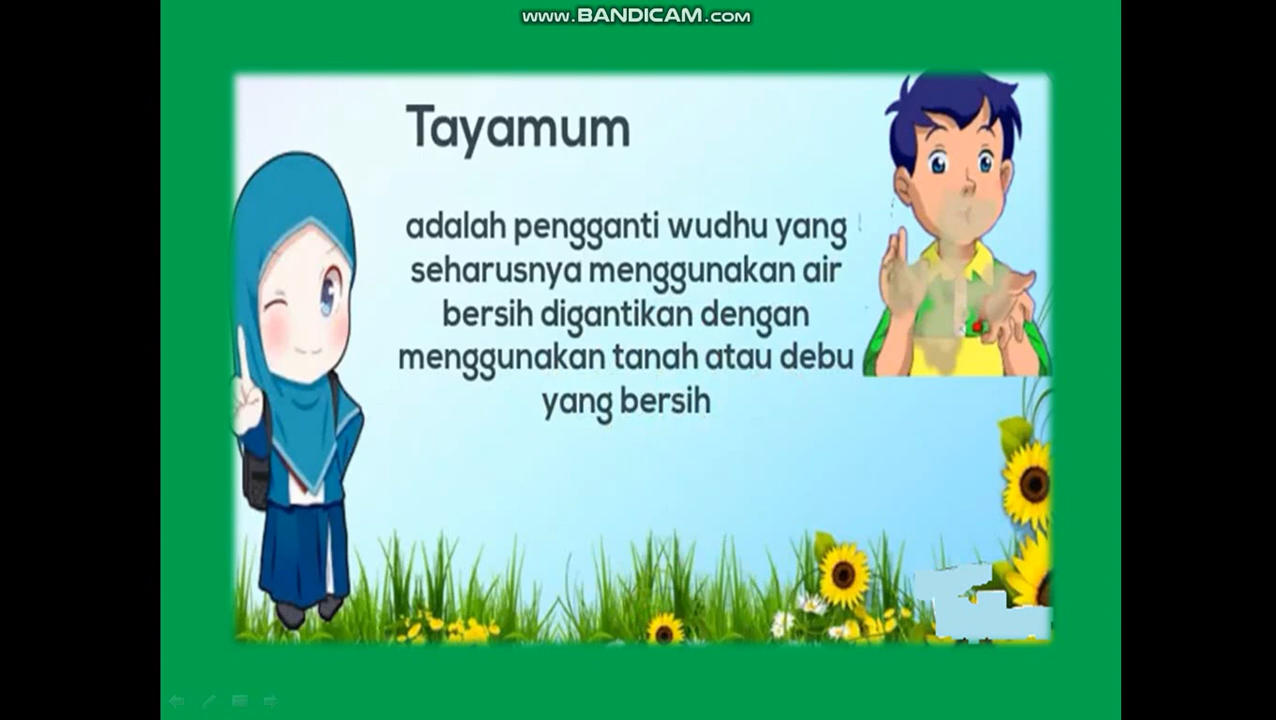 www.BANDICAM.com
Tayamum
adalah pengganti wudhu yang
seharusnya menggunakan air
bersih digantikan dengan
menggunakan tanah atau debu
yang bersih